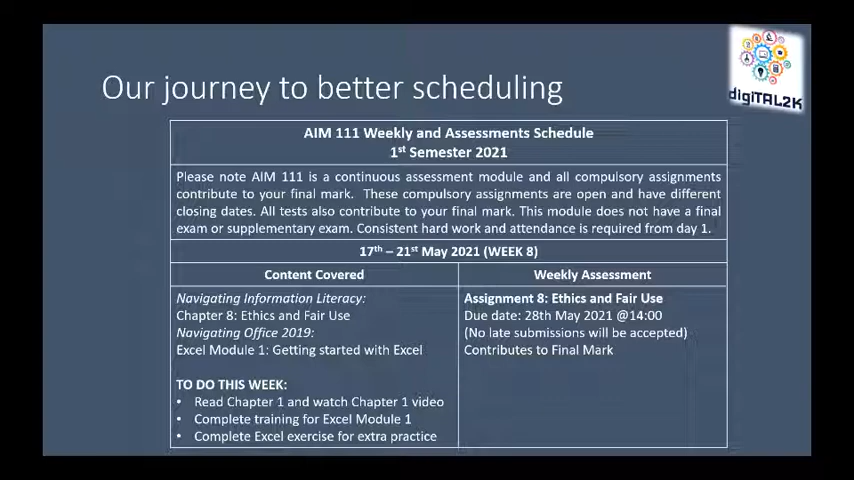 Our journey to better scheduling
digiTAL2K
AIM 111 Weekly and Assessments Schedule
1st Semester 2021
Please note AIM 111 is a continuous assessment module and all compulsory assignments
contribute to your final mark. These compulsory assignments are open and have different
closing dates. All tests also contribute to your final mark. This module does not have a final
exam or supplementary exam. Consistent hard work and attendance is required from day 1.
17th – 21st May 2021 (WEEK 8)
Content Covered
Navigating Information Literacy:
Chapter 8: Ethics and Fair Use
Navigating Office 2019:
Excel Module 1: Getting started with Excel
TO DO THIS WEEK:
• Read Chapter 1 and watch Chapter 1 video
• Complete training for Excel Module 1
• Complete Excel exercise for extra practice
Weekly Assessment
Assignment 8: Ethics and Fair Use
Due date: 28th May 2021 @14:00
(No late submissions will be accepted)
Contributes to Final Mark